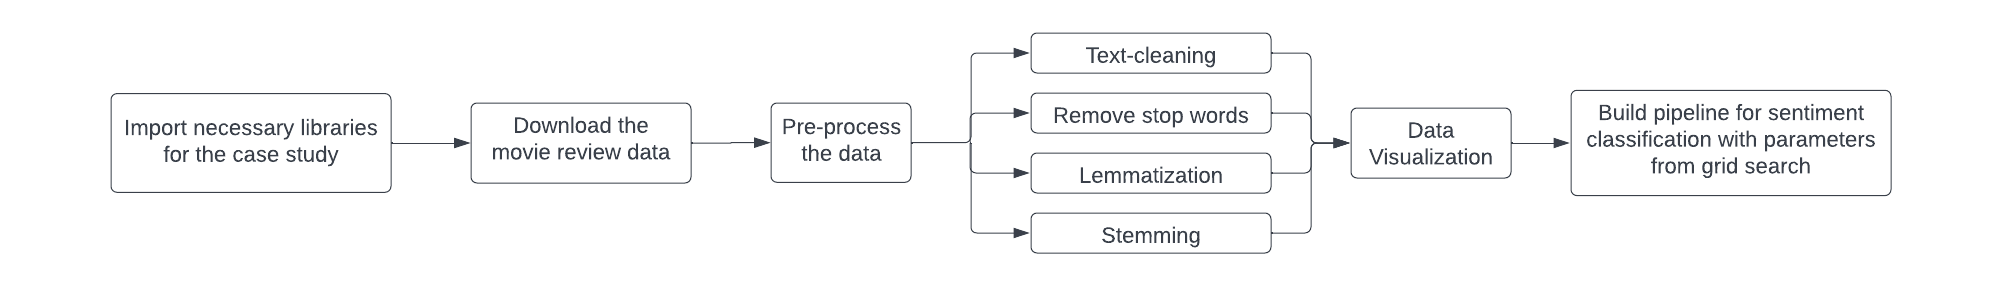 Import necessary libraries
for the case study
Download the
movie review data
Pre-process
the data
Text-cleaning
Remove stop words
Lemmatization
Stemming
Data
Visualization
Build pipeline for sentiment
classification with parameters
from grid search